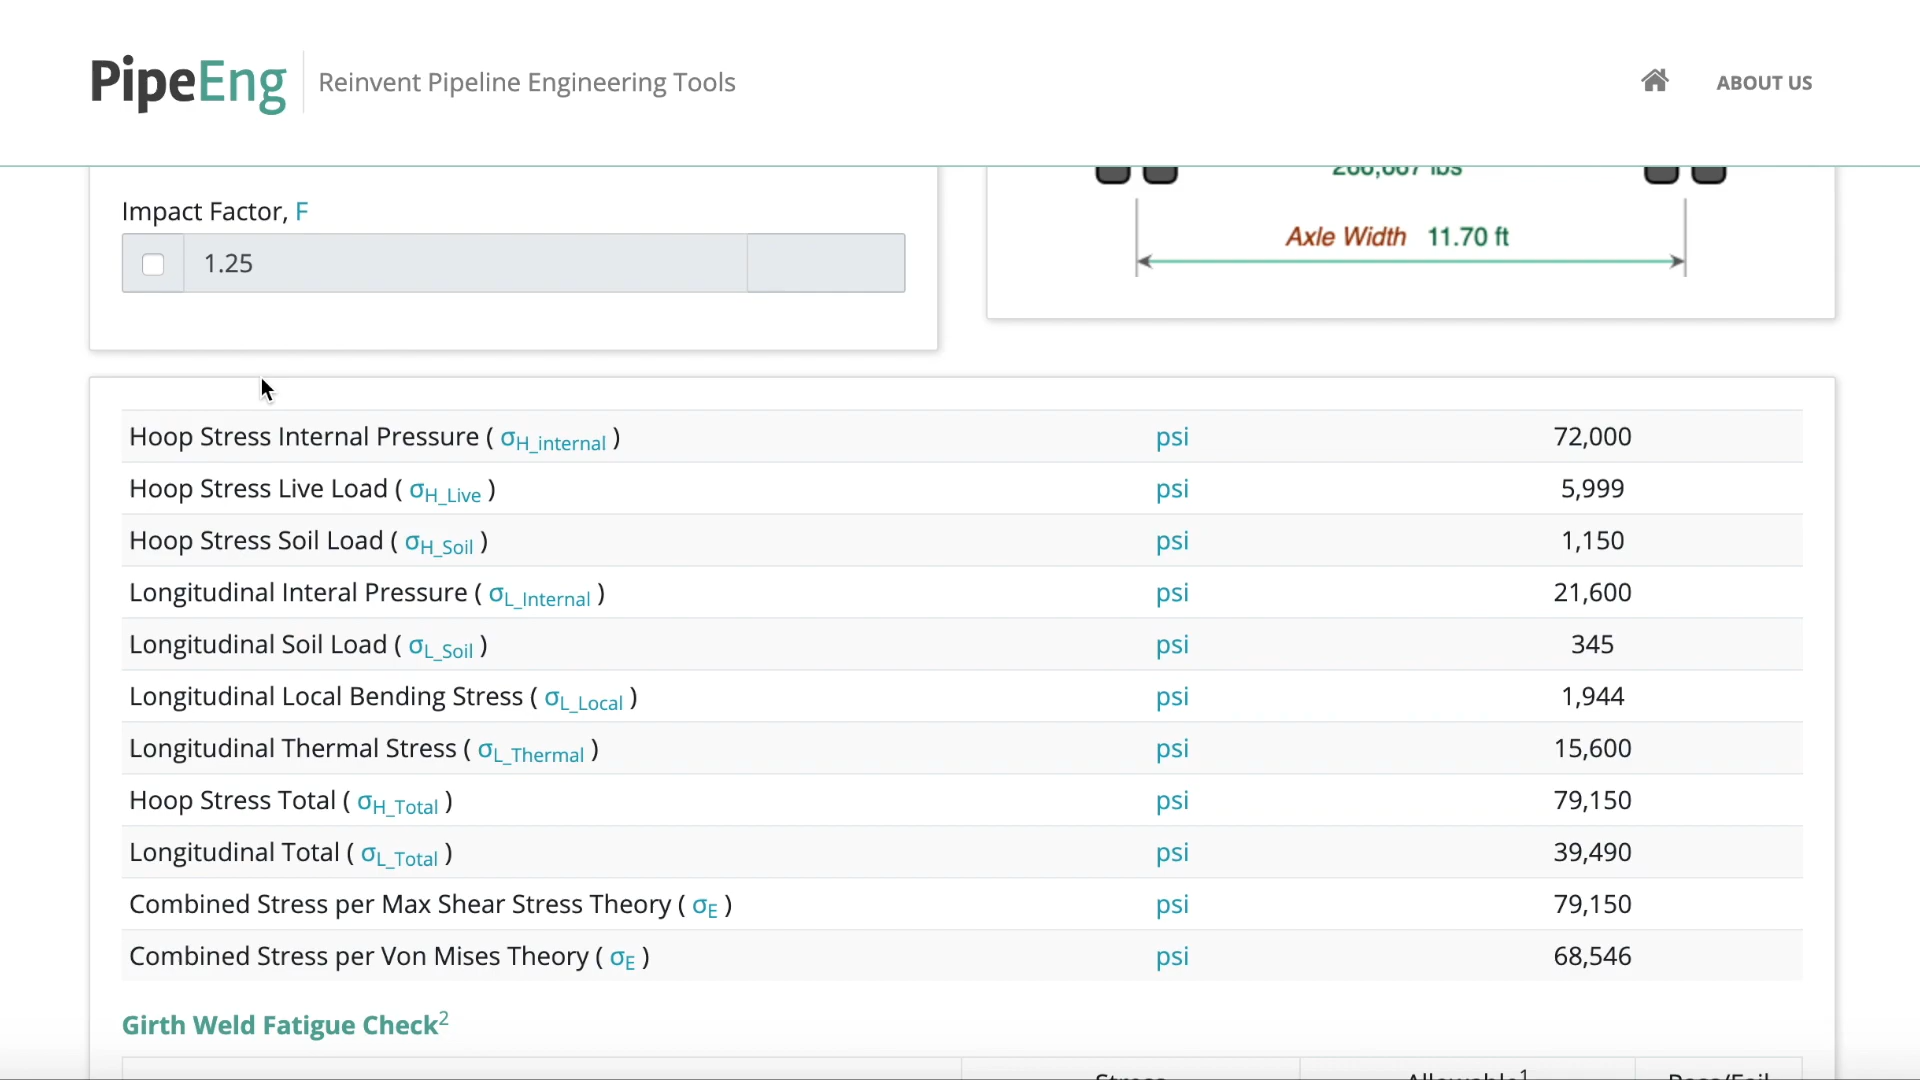 PipeEng Reinvent Pipeline Engineering Tools ABOUT US
Impact Factor, F
1.25
lbs
Axle Width 11.70 ft
Hoop Stress Internal Pressure ( σH_internal ) psi 72,000
Hoop Stress Live Load ( σH_Live ) psi 5,999
Hoop Stress Soil Load ( σH_Soil ) psi 1,150
Longitudinal Interal Pressure ( σL_Internal ) psi 21,600
Longitudinal Soil Load ( σL_Soil ) psi 345
Longitudinal Local Bending Stress ( σL_Local ) psi 1,944
Longitudinal Thermal Stress ( σL_Thermal ) psi 15,600
Hoop Stress Total ( σH_Total ) psi 79,150
Longitudinal Total ( σL_Total ) psi 39,490
Combined Stress per Max Shear Stress Theory ( σE ) psi 79,150
Combined Stress per Von Mises Theory ( σE ) psi 68,546
Girth Weld Fatigue Check2
Stress Allowable1 Pass/Fail